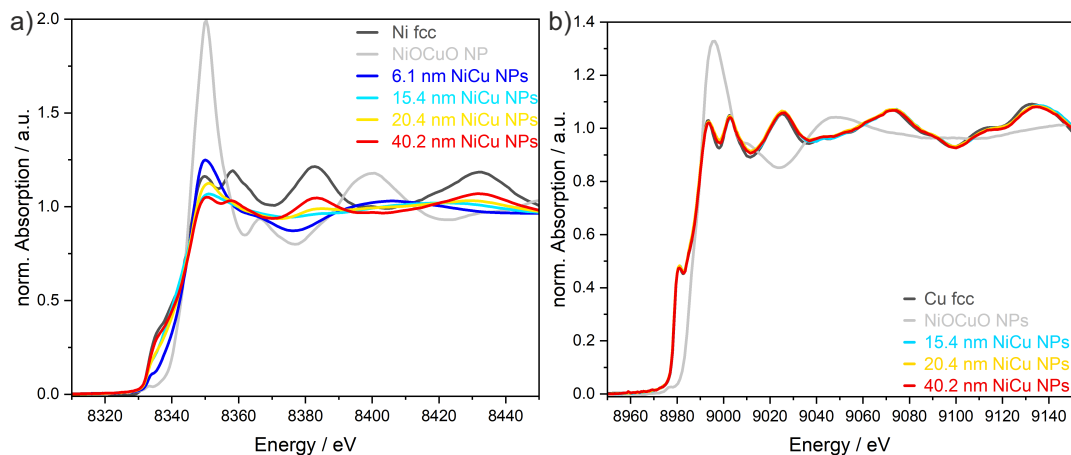 a)
2.0
1.5
1.0
0.5
0.0
norm. Absorption / a.u.
8320
8340
8360
8380
8400
8420
8440
Energy / eV
Ni fcc
NiOCuO NP
6.1 nm NiCu NPs
15.4 nm NiCu NPs
20.4 nm NiCu NPs
40.2 nm NiCu NPs
b)
1.4
1.2
1.0
0.8
0.6
0.4
0.2
0.0
norm. Absorption / a.u.
8960
8980
9000
9020
9040
9060
9080
9100
9120
9140
Energy / eV
Cu fcc
NiOCuO NPs
15.4 nm NiCu NPs
20.4 nm NiCu NPs
40.2 nm NiCu NPs